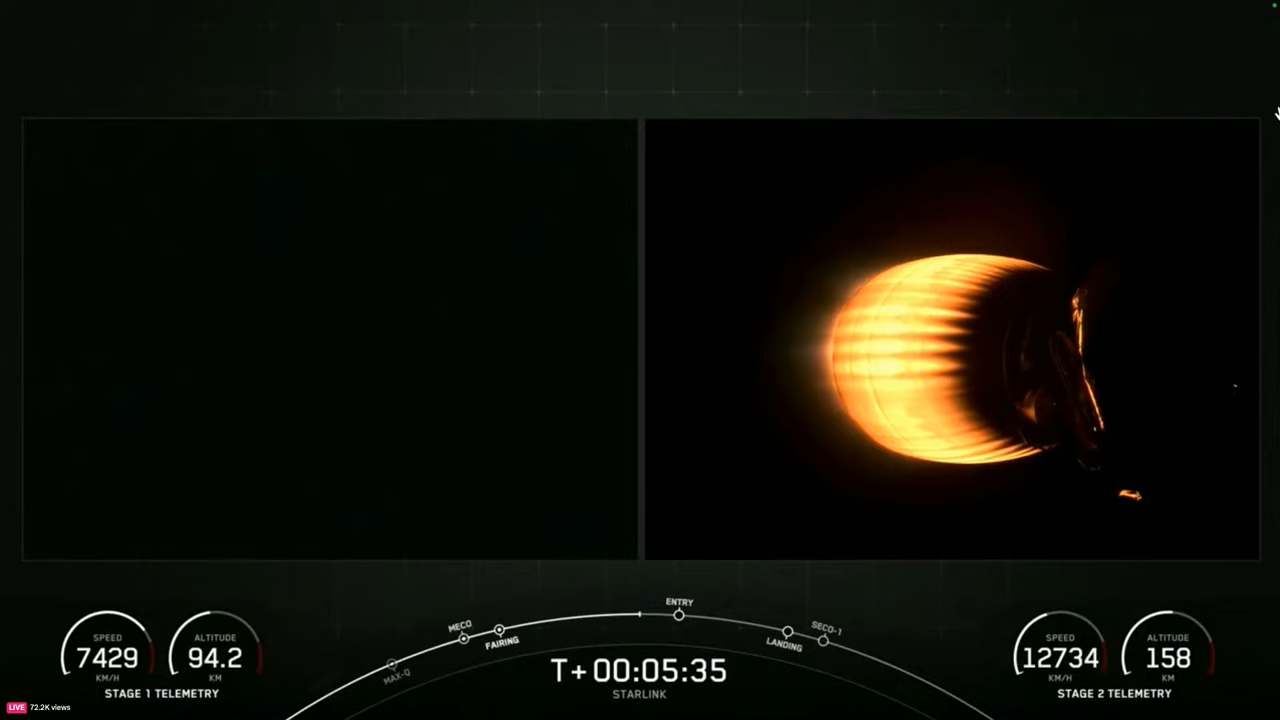 ENTRY
MECO
FAIRING
MAX-Q
LANDING
SECO-1
SPEED
7429
KM/H
ALTITUDE
94.2
KM
STAGE 1 TELEMETRY
T+ 00:05:35
STARLINK
SPEED
12734
KM/H
ALTITUDE
158
KM
STAGE 2 TELEMETRY
LIVE 72.2K views